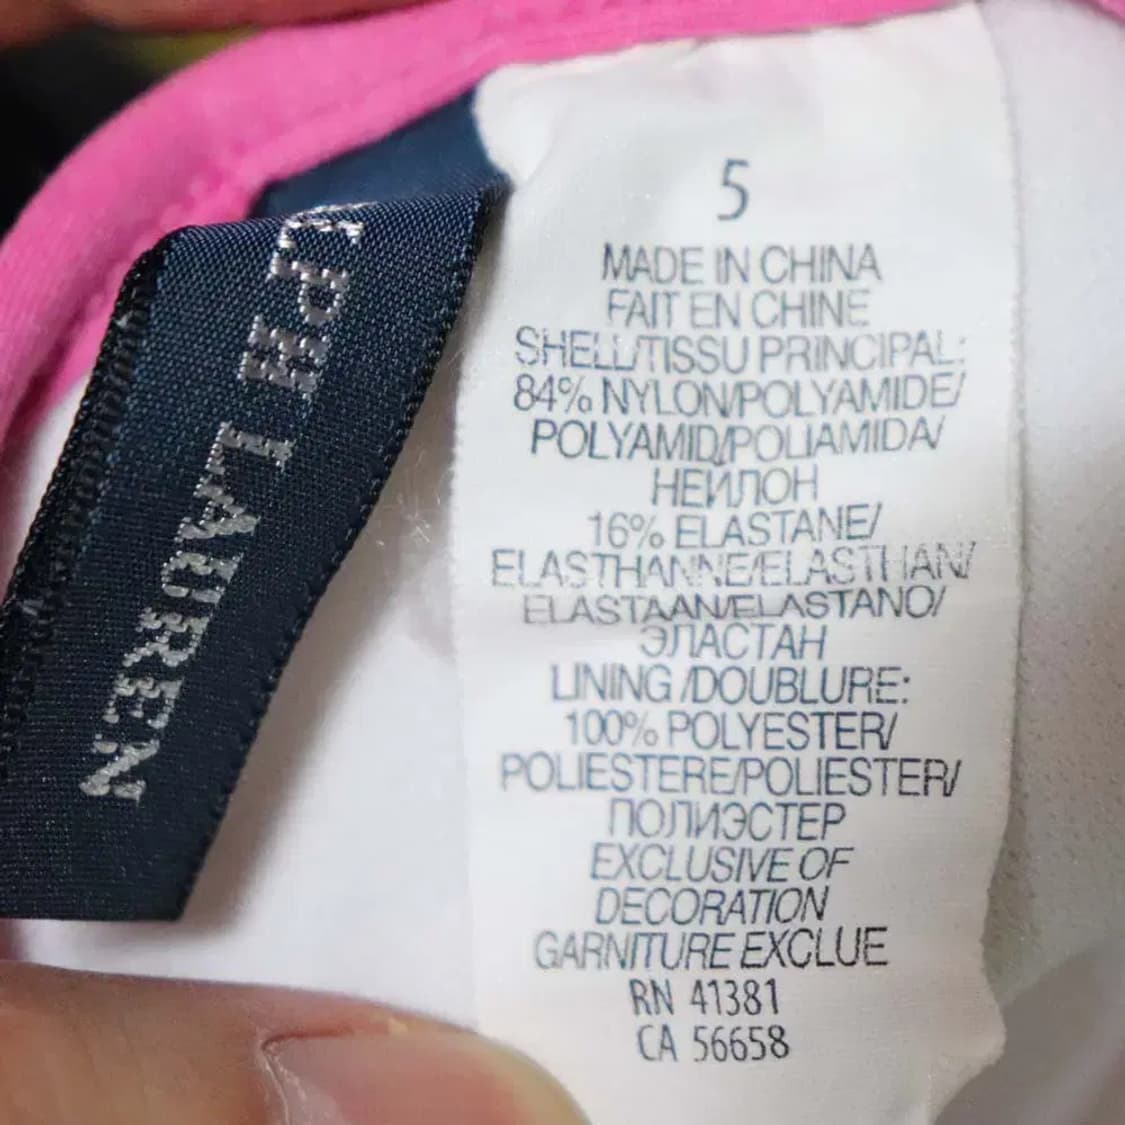 LAUREN
5
MADE IN CHINA
FAIT EN CHINE
SHELL/TISSU PRINCIPAL:
84% NYLON/POLYAMIDE/
POLYAMID/POLIAMIDA/
НЕЙЛОН
16% ELASTANE/
ELASTHANNE/ELASTHAN/
ELASTAAN/ELASTANO/
ЭЛАСТАН
LINING/DOUBLURE:
100% POLYESTER/
POLIESTERE/POLIESTER/
ПОЛИЭСТЕР
EXCLUSIVE OF
DECORATION
GARNITURE EXCLUE
RN 41381
CA 56658